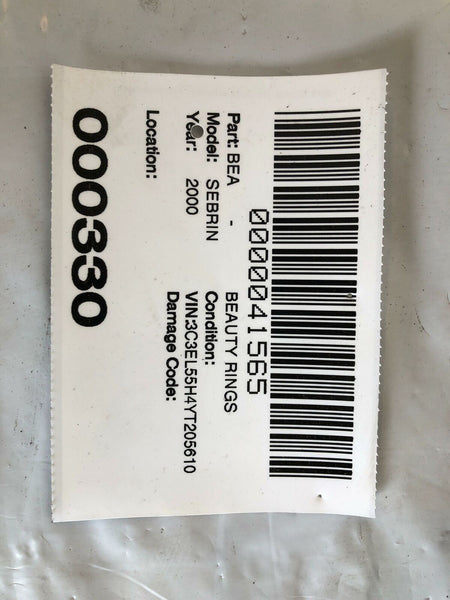 0000041565
Part: BEA - BEAUTY RINGS
Model: SEBRIN Condition:
Year: 2000 VIN:3C3EL55H4YT205610
Damage Code:
Location:
000330